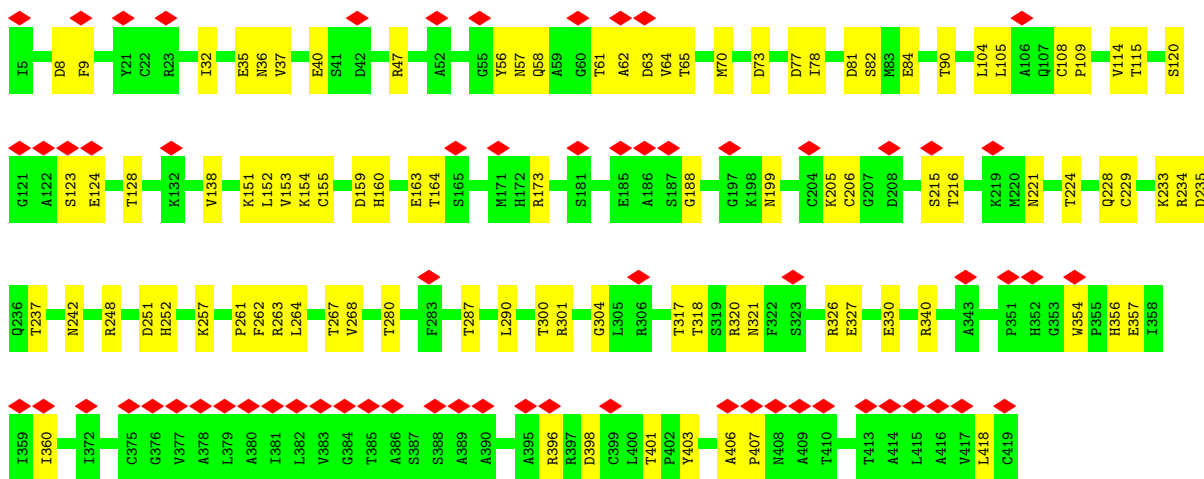 I5 D8 F9 Y21 C22 R23 I32 E35 N36 V37 E40 S41 D42 R47 A52 G55 Y56 N57 Q58 A59 G60 T61 A62 D63 V64 T65 M70 D73 D77 I78 D81 S82 M83 E84 T90 L104 L105 A106 Q107 C108 P109 V114 T115 S120
G121 A122 S123 E124 T128 K132 V138 K151 L152 V153 K154 C155 D159 H160 E163 T164 S165 M171 H172 R173 S181 E185 A186 S187 G188 G197 K198 N199 C204 K205 C206 G207 D208 S215 T216 K219 M220 N221 T224 Q228 C229 K233 R234 D235
Q236 T237 N242 R248 D251 H252 K257 P261 F262 R263 L264 T267 V268 T280 F283 T287 L290 T300 R301 G304 L305 R306 T317 T318 S319 R320 N321 F322 S323 R326 E327 E330 R340 A343 P351 H352 G353 W354 P355 H356 E357 I358
I359 I360 I372 C375 G376 V377 A378 L379 A380 I381 L382 V383 G384 T385 A386 S387 S388 A389 A390 A395 R396 R397 D398 C399 L400 T401 P402 Y403 A406 P407 N408 A409 T410 T413 A414 L415 A416 V417 L418 C419